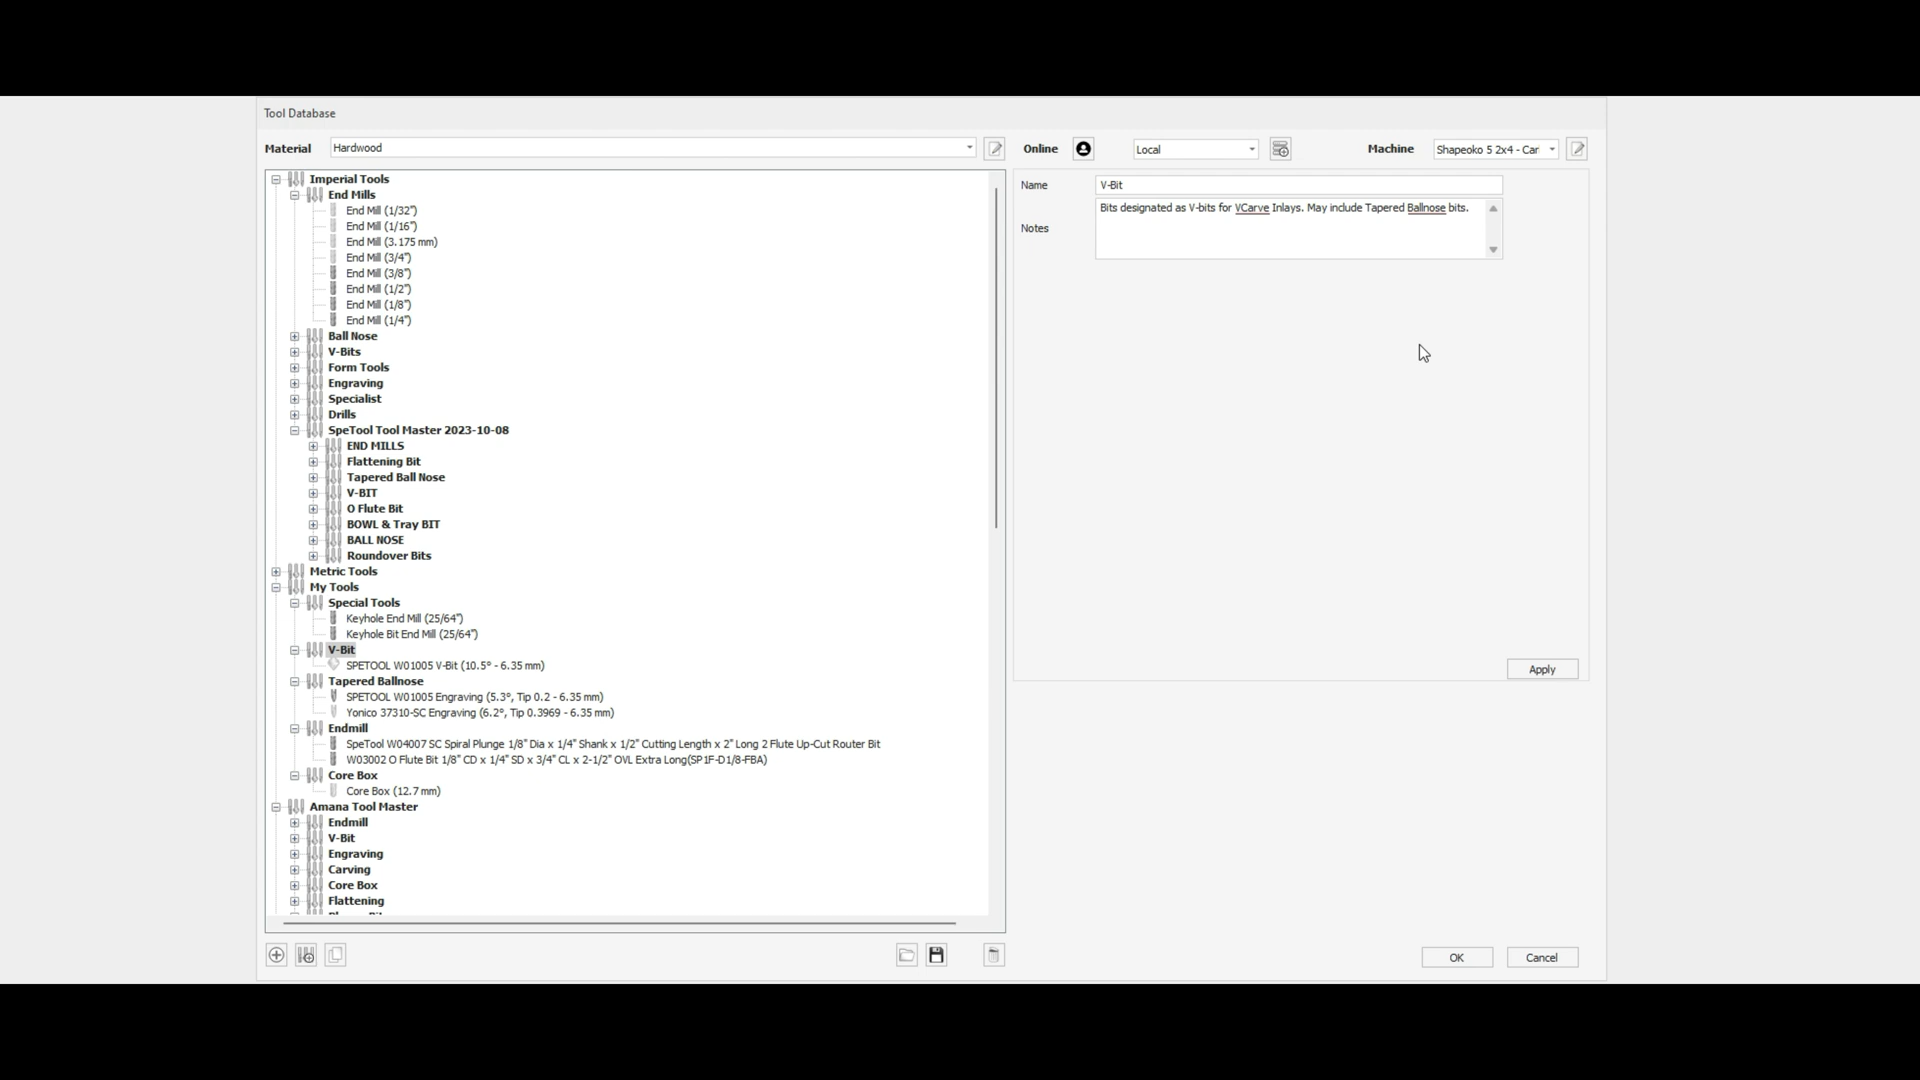 Tool Database
Material Hardwood
Online Local Machine Shapeoko 5 2x4 - Car
Imperial Tools
End Mills
End Mill (1/32")
End Mill (1/16")
End Mill (3.175 mm)
End Mill (3/4")
End Mill (3/8")
End Mill (1/2")
End Mill (1/8")
End Mill (1/4")
Ball Nose
V-Bits
Form Tools
Engraving
Specialist
Drills
SpeTool Tool Master 2023-10-08
END MILLS
Flattening Bit
Tapered Ball Nose
V-BIT
O Flute Bit
BOWL & Tray BIT
BALL NOSE
Roundover Bits
Metric Tools
My Tools
Special Tools
Keyhole End Mill (25/64")
Keyhole Bit End Mill (25/64")
V-Bit
SPETOOL W01005 V-Bit (10.5° - 6.35 mm)
Tapered Ballnose
SPETOOL W01005 Engraving (5.3°, Tip 0.2 - 6.35 mm)
Yonico 37310-SC Engraving (6.2°, Tip 0.3969 - 6.35 mm)
Endmill
SpeTool W04007 SC Spiral Plunge 1/8" Dia x 1/4" Shank x 1/2" Cutting Length x 2" Long 2 Flute Up-Cut Router Bit
W03002 O Flute Bit 1/8" CD x 1/4" SD x 3/4" CL x 2-1/2" OVL Extra Long(SP1F-D1/8-FBA)
Core Box
Core Box (12.7 mm)
Amana Tool Master
Endmill
V-Bit
Engraving
Carving
Core Box
Flattening
Name V-Bit
Notes Bits designated as V-bits for VCarve Inlays. May include Tapered Ballnose bits.
Apply
OK Cancel